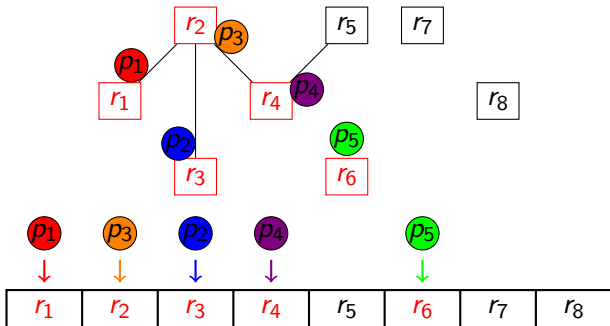 r2 p3 r5 r7
p1
r1 r4 p4 r8
p2 p5
r3 r6
p1 p3 p2 p4 p5
r1 r2 r3 r4 r5 r6 r7 r8